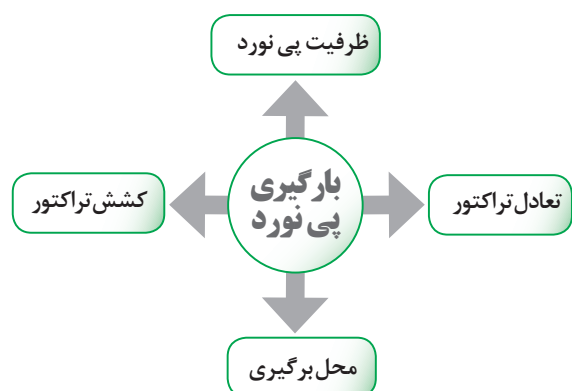 ظرفیت پی نورد
کشش تراکتور
بارگیری
پی نورد
تعادل تراکتور
محل برگیری